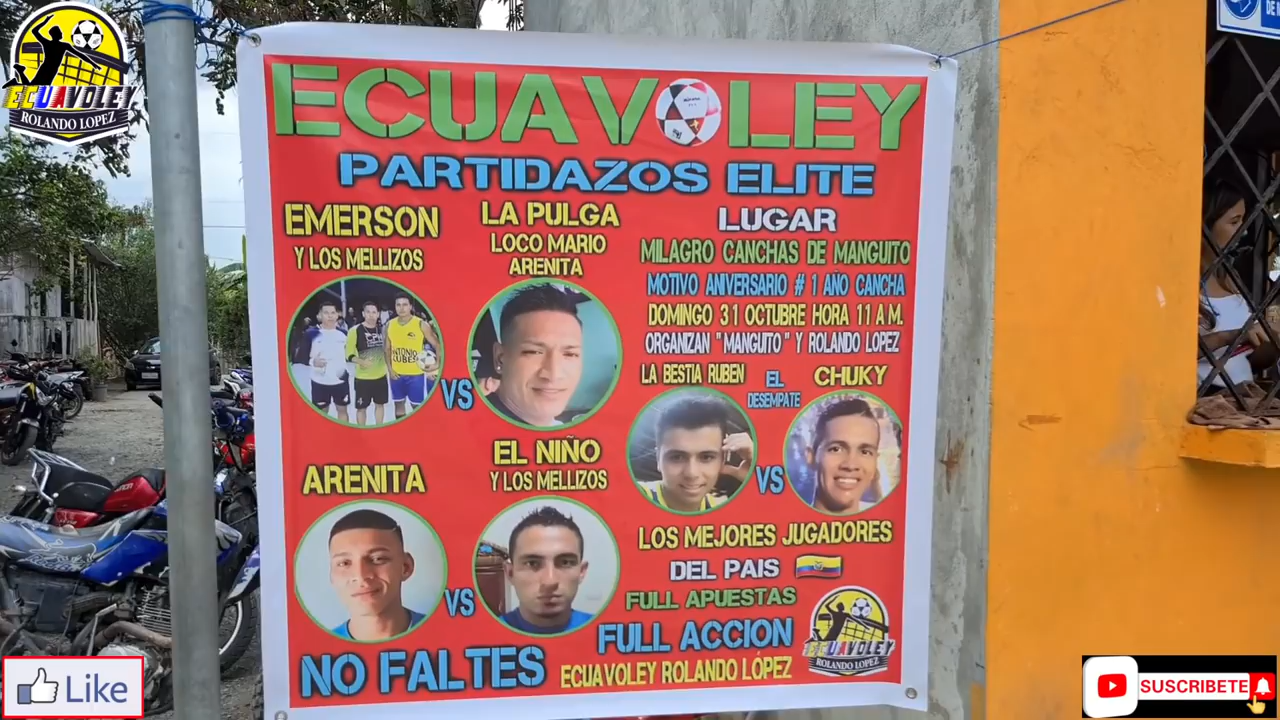 ECUAVOLEY
ROLANDO LOPEZ
ECUAVOLEY
PARTIDAZOS ELITE
EMERSON
Y LOS MELLIZOS
LA PULGA
LOCO MARIO
ARENITA
VS
ARENITA
EL NIÑO
Y LOS MELLIZOS
VS
LUGAR
MILAGRO CANCHAS DE MANGUITO
MOTIVO ANIVERSARIO # 1 AÑO CANCHA
DOMINGO 31 OCTUBRE HORA 11 A M.
ORGANIZAN "MANGUITO" Y ROLANDO LOPEZ
LA BESTIA RUBEN
EL
DESEMPATE
CHUKY
VS
LOS MEJORES JUGADORES
DEL PAIS
FULL APUESTAS
FULL ACCION
NO FALTES
ECUAVOLEY ROLANDO LÓPEZ
ECUAVOLEY
ROLANDO LOPEZ
Like
SUSCRIBETE